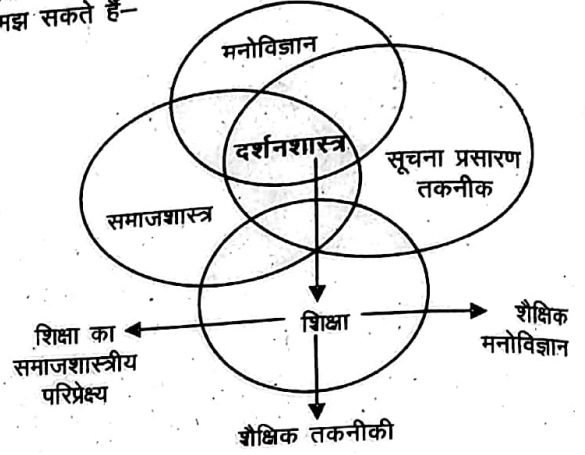 मझ सकते हैं–
मनोविज्ञान
दर्शनशास्त्र
सूचना प्रसारण
तकनीक
समाजशास्त्र
शिक्षा
शिक्षा का
समाजशास्त्रीय
परिप्रेक्ष्य
शैक्षिक
मनोविज्ञान
शैक्षिक तकनीकी